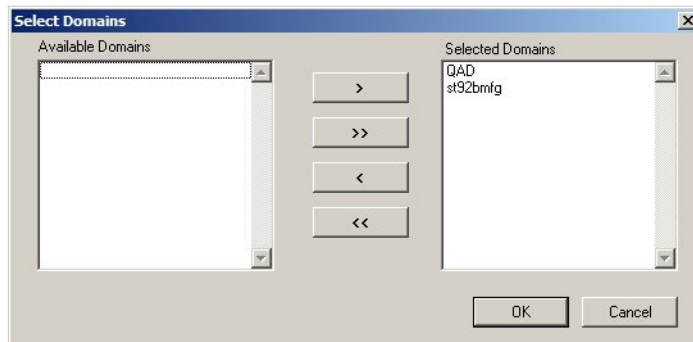 Select Domains
Available Domains
Selected Domains
QAD
st92bmfg
>
>>
<
<<
OK
Cancel